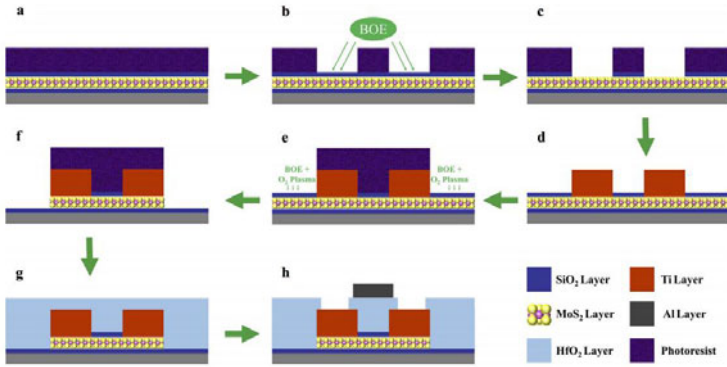 a
b
c
BOE
f
e
d
BOE +
O₂ Plasma
BOE +
O₂ Plasma
g
h
SiO₂ Layer
Ti Layer
MoS₂ Layer
Al Layer
HfO₂ Layer
Photoresist